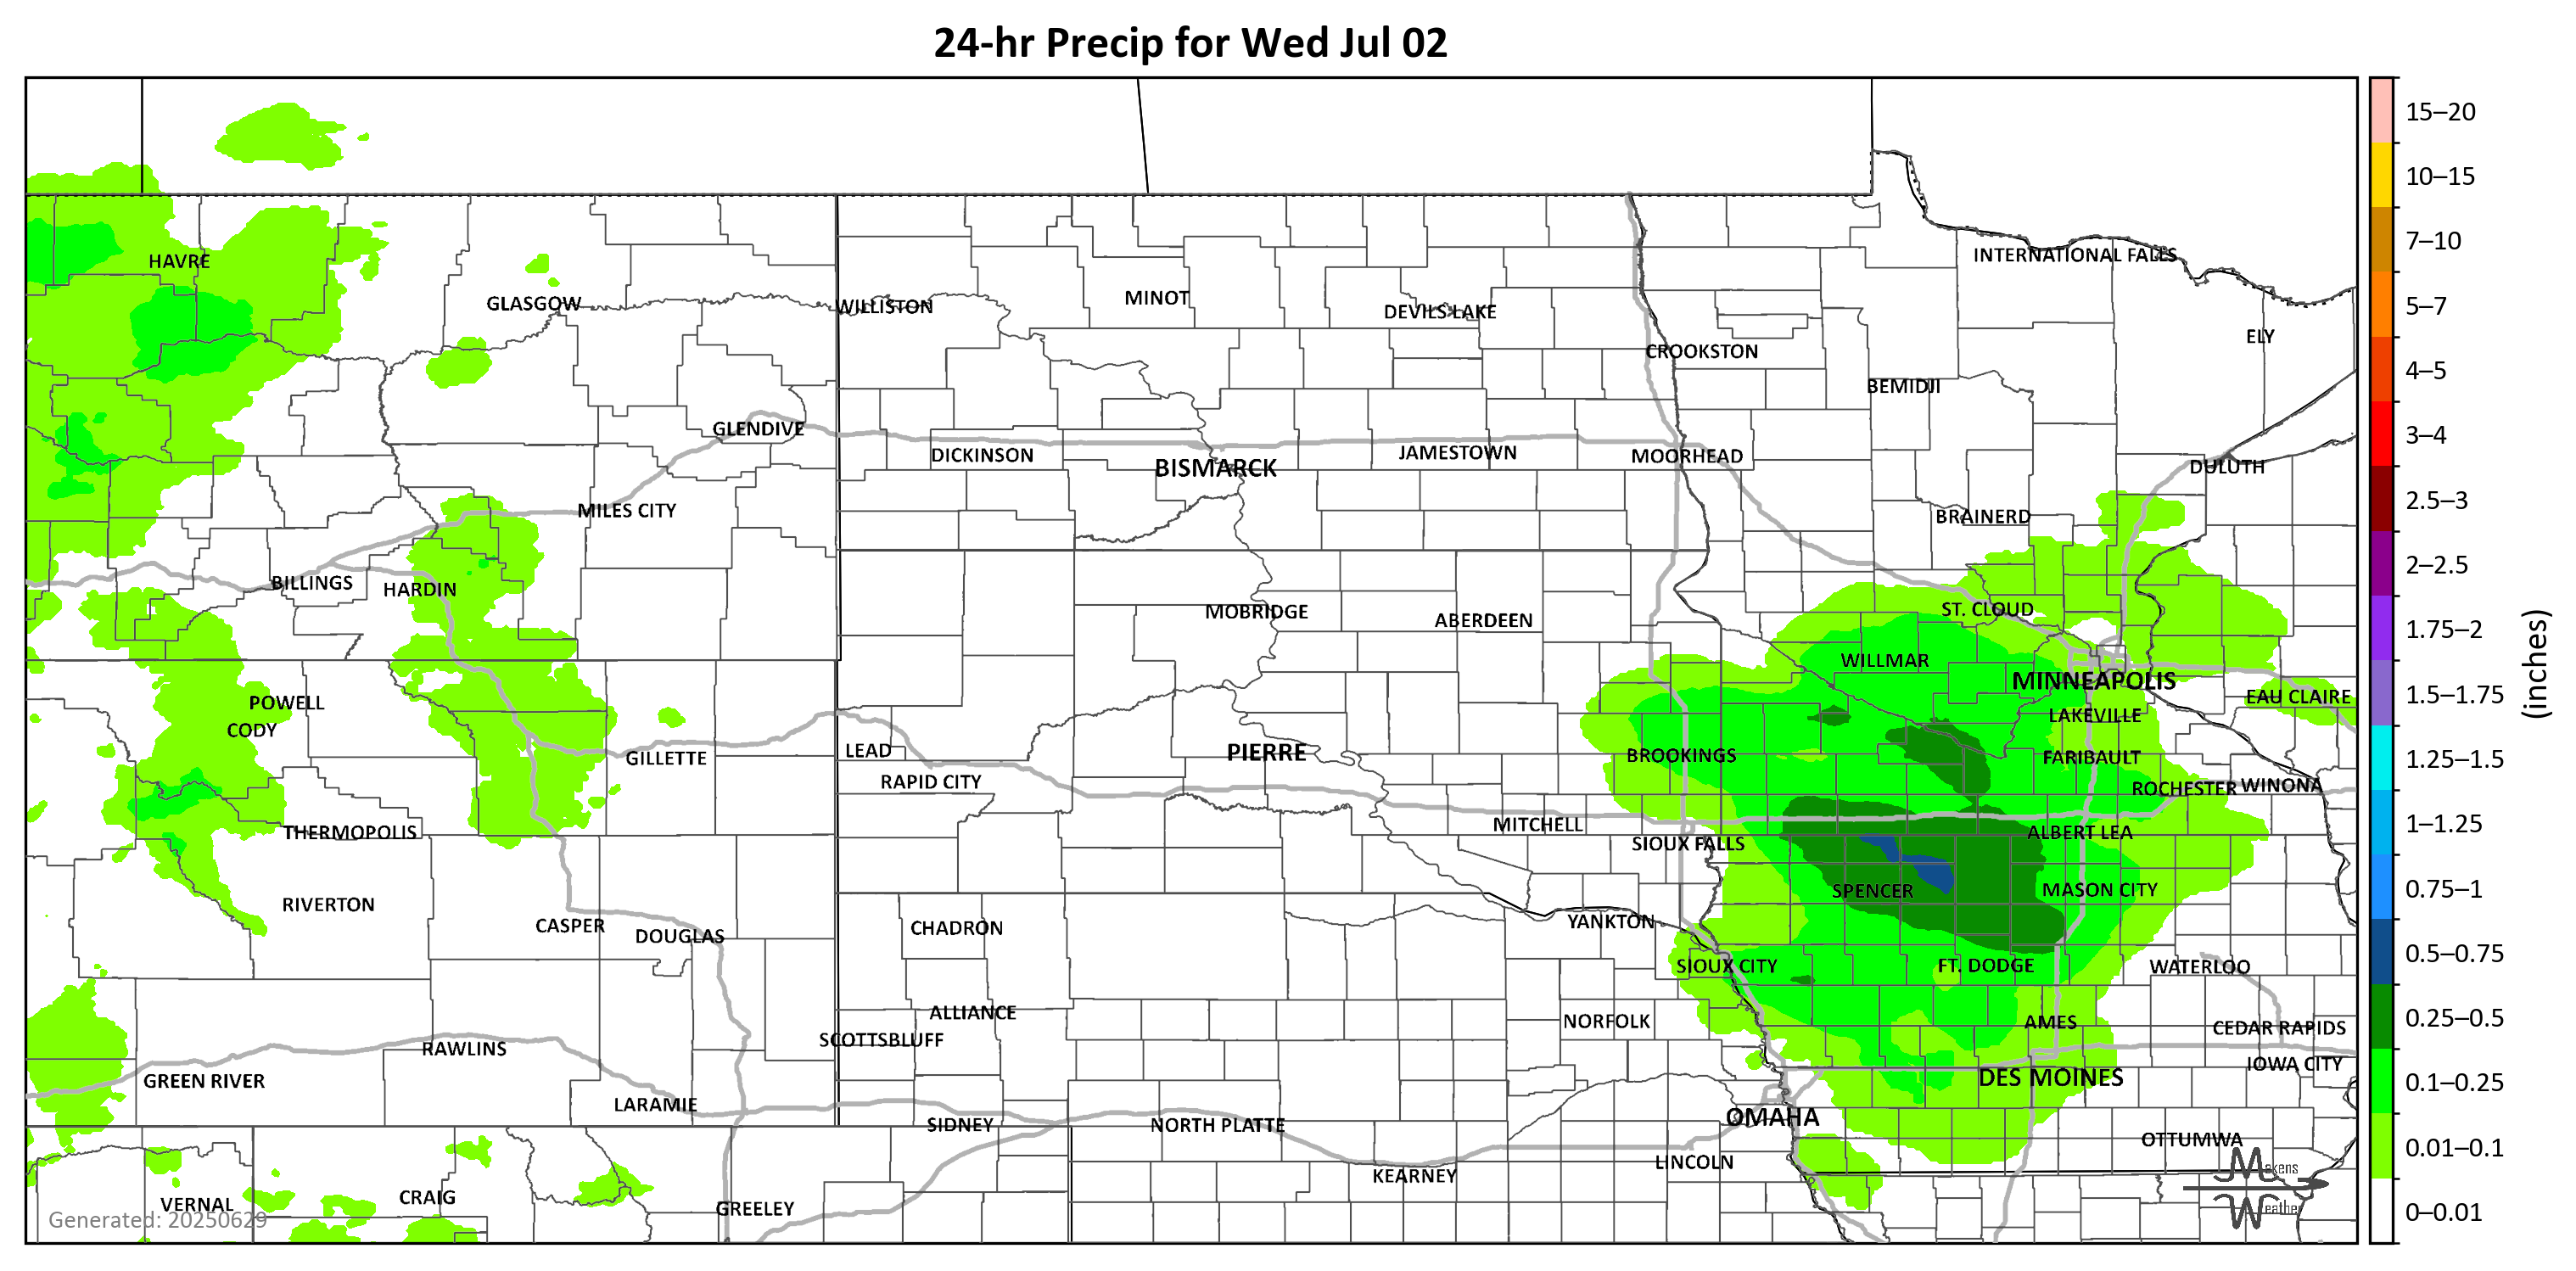 24-hr Precip for Wed Jul 02
15–20
10–15
INTERNATIONAL FALLS
7–10
HAVRE
MINOT
GLASGOW
WILLISTON
DEVILS LAKE
5–7
ELY
CROOKSTON
4–5
BEMIDJI
GLENDIVE
3–4
DICKINSON
BISMARCK
JAMESTOWN
MOORHEAD
DULUTH
2.5–3
MILES CITY
BRAINERD
2–2.5
BILLINGS
HARDIN
MOBRIDGE
ABERDEEN
ST. CLOUD
1.75–2
WILLMAR
MINNEAPOLIS
EAU CLAIRE
1.5–1.75
(inches)
POWELL
LAKEVILLE
CODY
LEAD
PIERRE
GILLETTE
BROOKINGS
FARIBAULT
1.25–1.5
RAPID CITY
ROCHESTER
WINONA
THERMOPOLIS
MITCHELL
ALBERT LEA
1–1.25
SIOUX FALLS
SPENCER
MASON CITY
0.75–1
RIVERTON
CASPER
DOUGLAS
CHADRON
YANKTON
0.5–0.75
SIOUX CITY
FT. DODGE
WATERLOO
ALLIANCE
NORFOLK
AMES
CEDAR RAPIDS
0.25–0.5
SCOTTSBLUFF
RAWLINS
IOWA CITY
GREEN RIVER
DES MOINES
0.1–0.25
LARAMIE
SIDNEY
NORTH PLATTE
OMAHA
OTTUMWA
0.01–0.1
LINCOLN
KEARNEY
Makens
Weather
VERNAL
CRAIG
GREELEY
0–0.01
Generated: 20250629